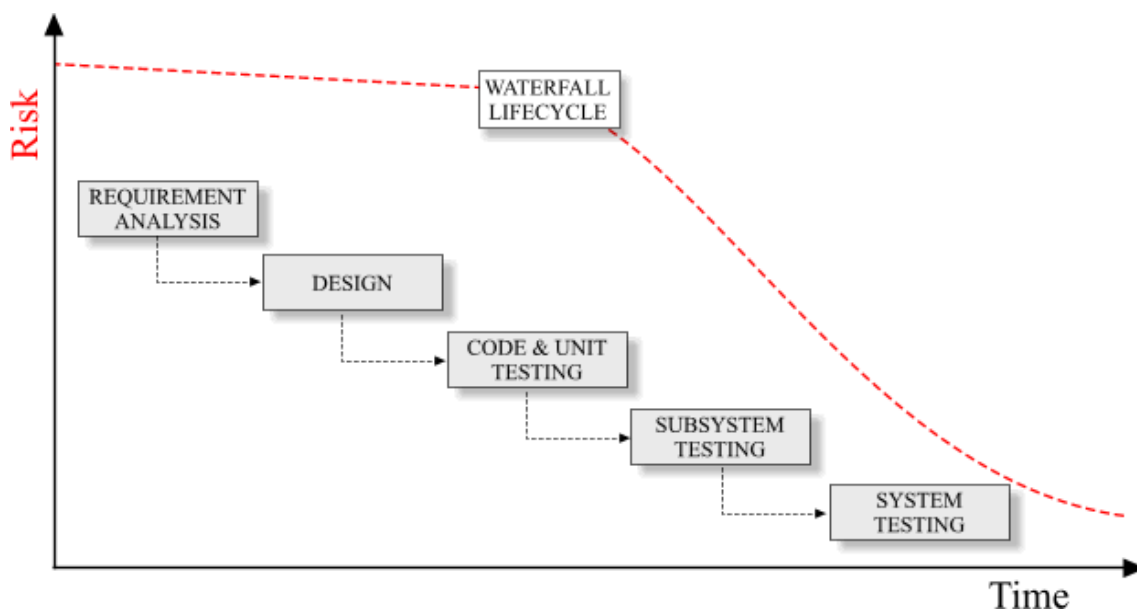 Risk
WATERFALL
LIFECYCLE
REQUIREMENT
ANALYSIS
DESIGN
CODE & UNIT
TESTING
SUBSYSTEM
TESTING
SYSTEM
TESTING
Time